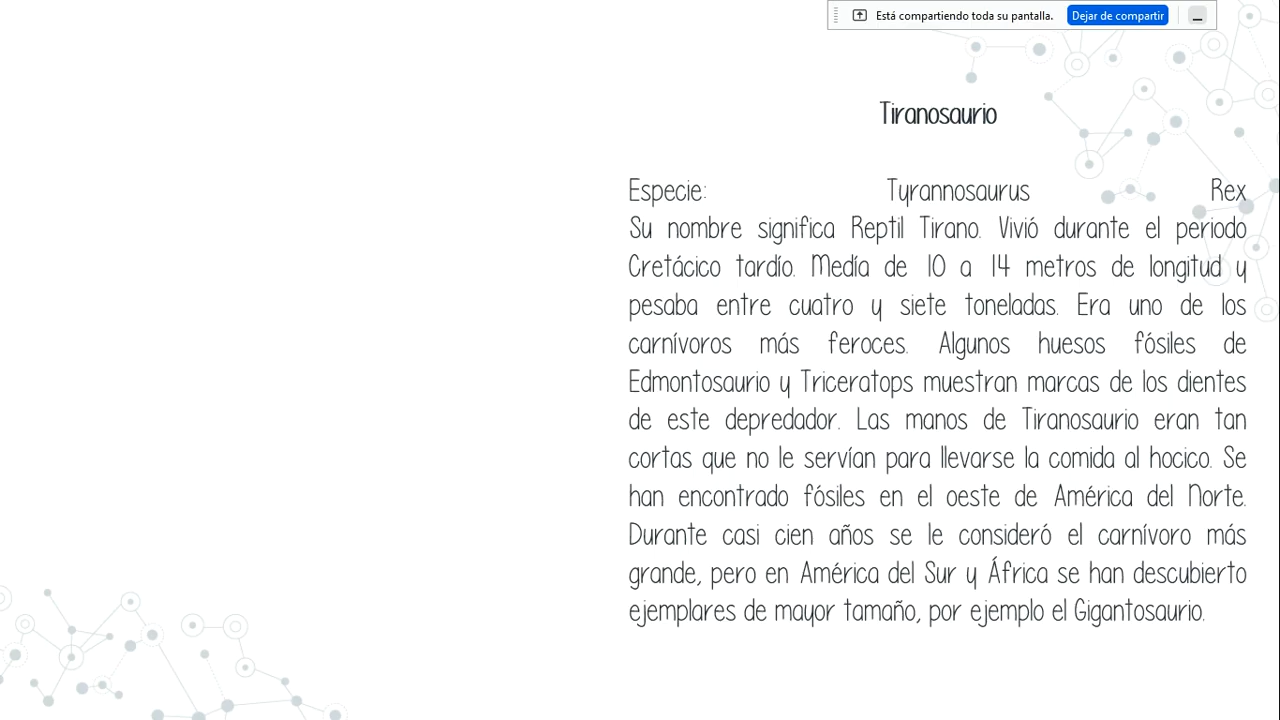 Está compartiendo toda su pantalla. Dejar de compartir
Tiranosaurio
Especie: Tyrannosaurus Rex
Su nombre significa Reptil Tirano. Vivió durante el periodo
Cretácico tardío. Medía de 10 a 14 metros de longitud y
pesaba entre cuatro y siete toneladas. Era uno de los
carnívoros más feroces. Algunos huesos fósiles de
Edmontosaurio y Triceratops muestran marcas de los dientes
de este depredador. Las manos de Tiranosaurio eran tan
cortas que no le servían para llevarse la comida al hocico. Se
han encontrado fósiles en el oeste de América del Norte.
Durante casi cien años se le consideró el carnívoro más
grande, pero en América del Sur y África se han descubierto
ejemplares de mayor tamaño, por ejemplo el Gigantosaurio.